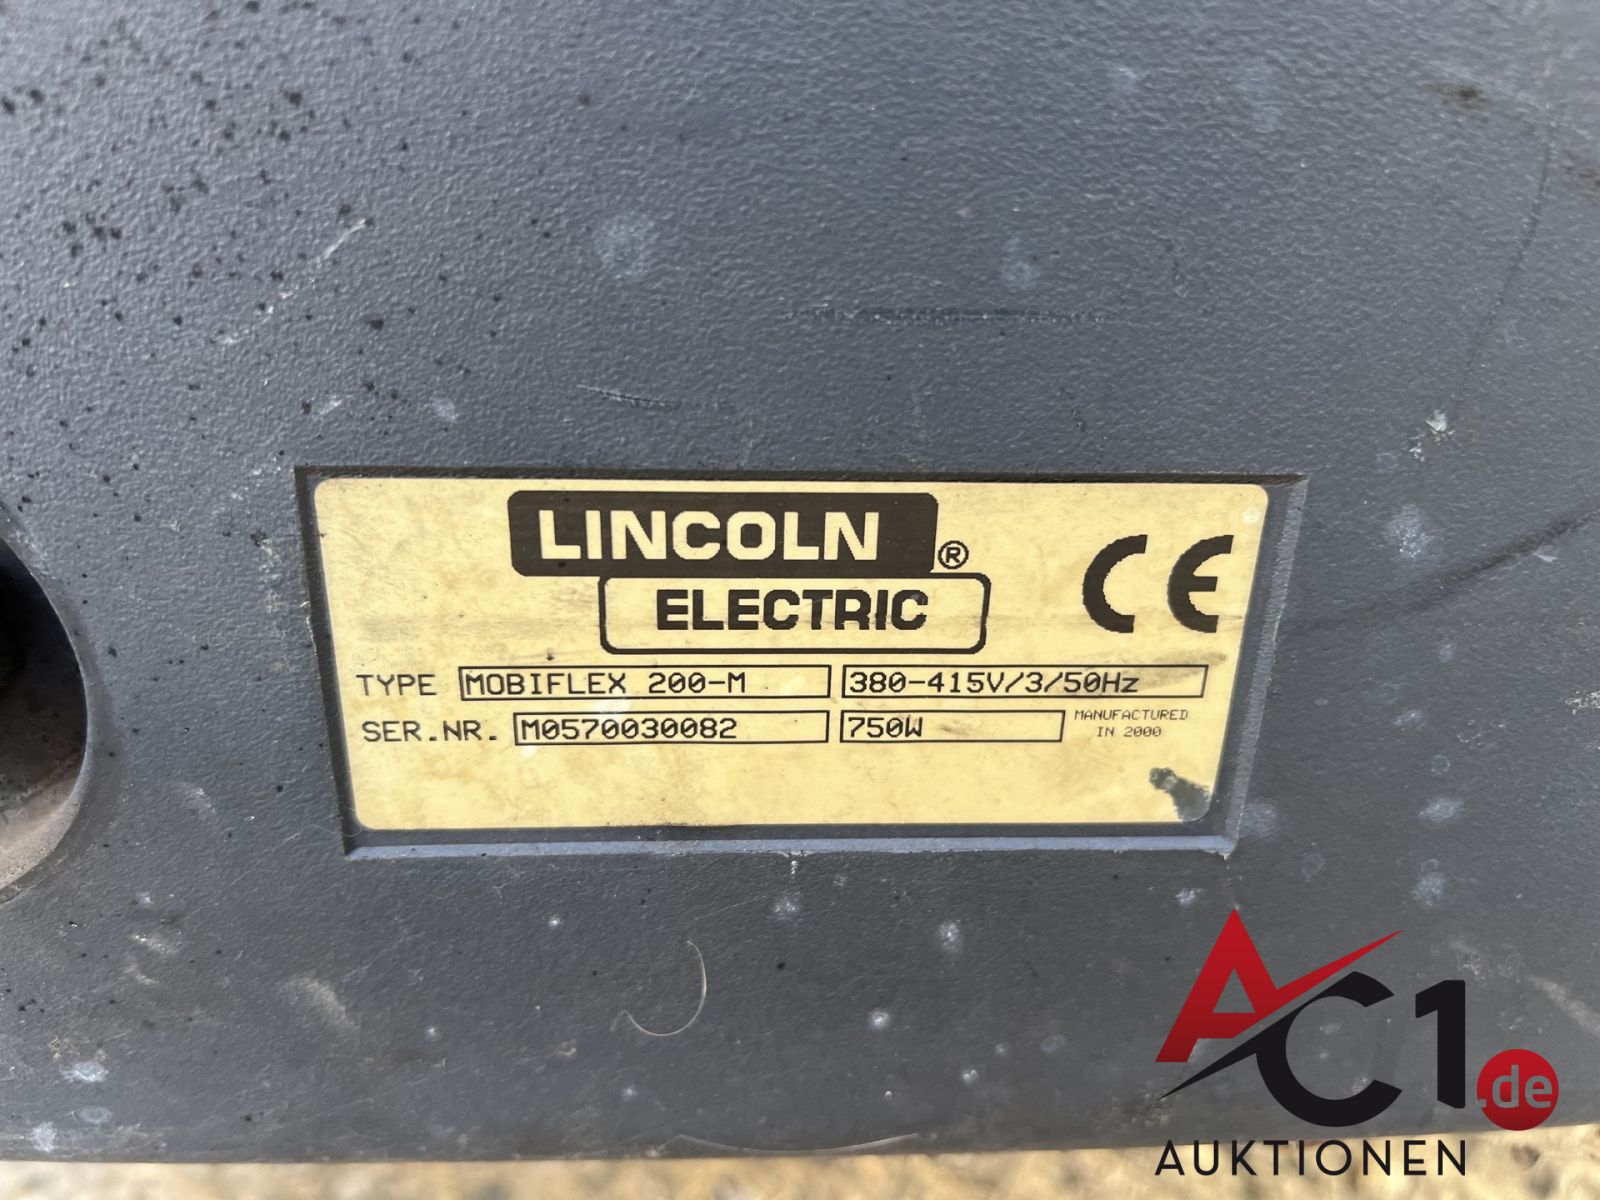 LINCOLN ®
ELECTRIC
CE
TYPE MOBIFLEX 200-M 380-415V/3/50Hz
SER.NR. M0570030082 750W MANUFACTURED
IN 2000
AC1.de
AUKTIONEN